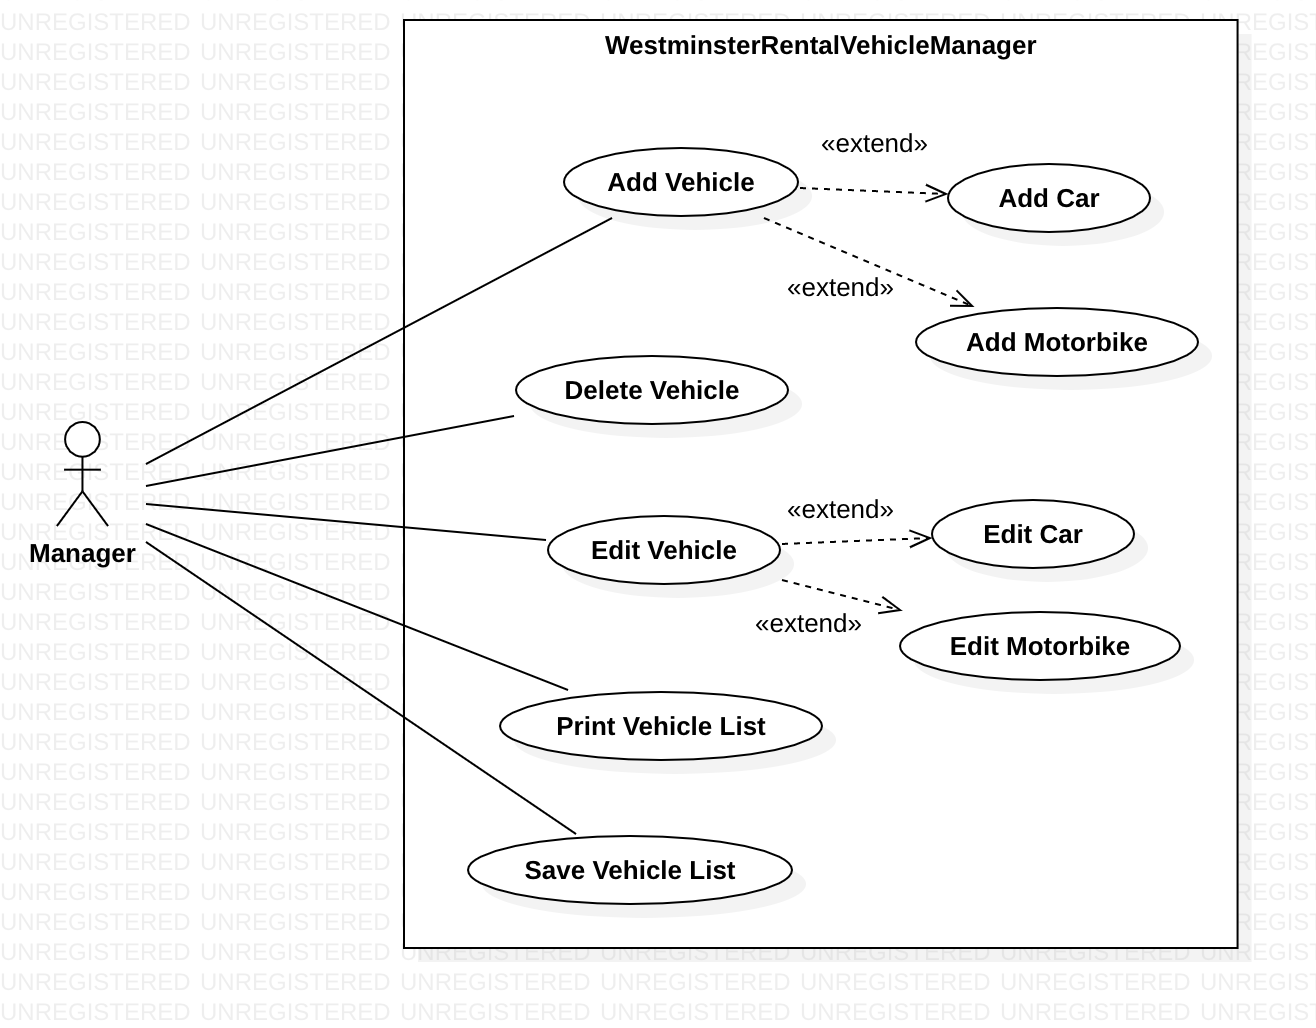 WestminsterRentalVehicleManager
«extend»
Add Vehicle
Add Car
«extend»
Add Motorbike
Delete Vehicle
«extend»
Edit Car
Edit Vehicle
Manager
«extend»
Edit Motorbike
Print Vehicle List
Save Vehicle List
UNREGISTERED